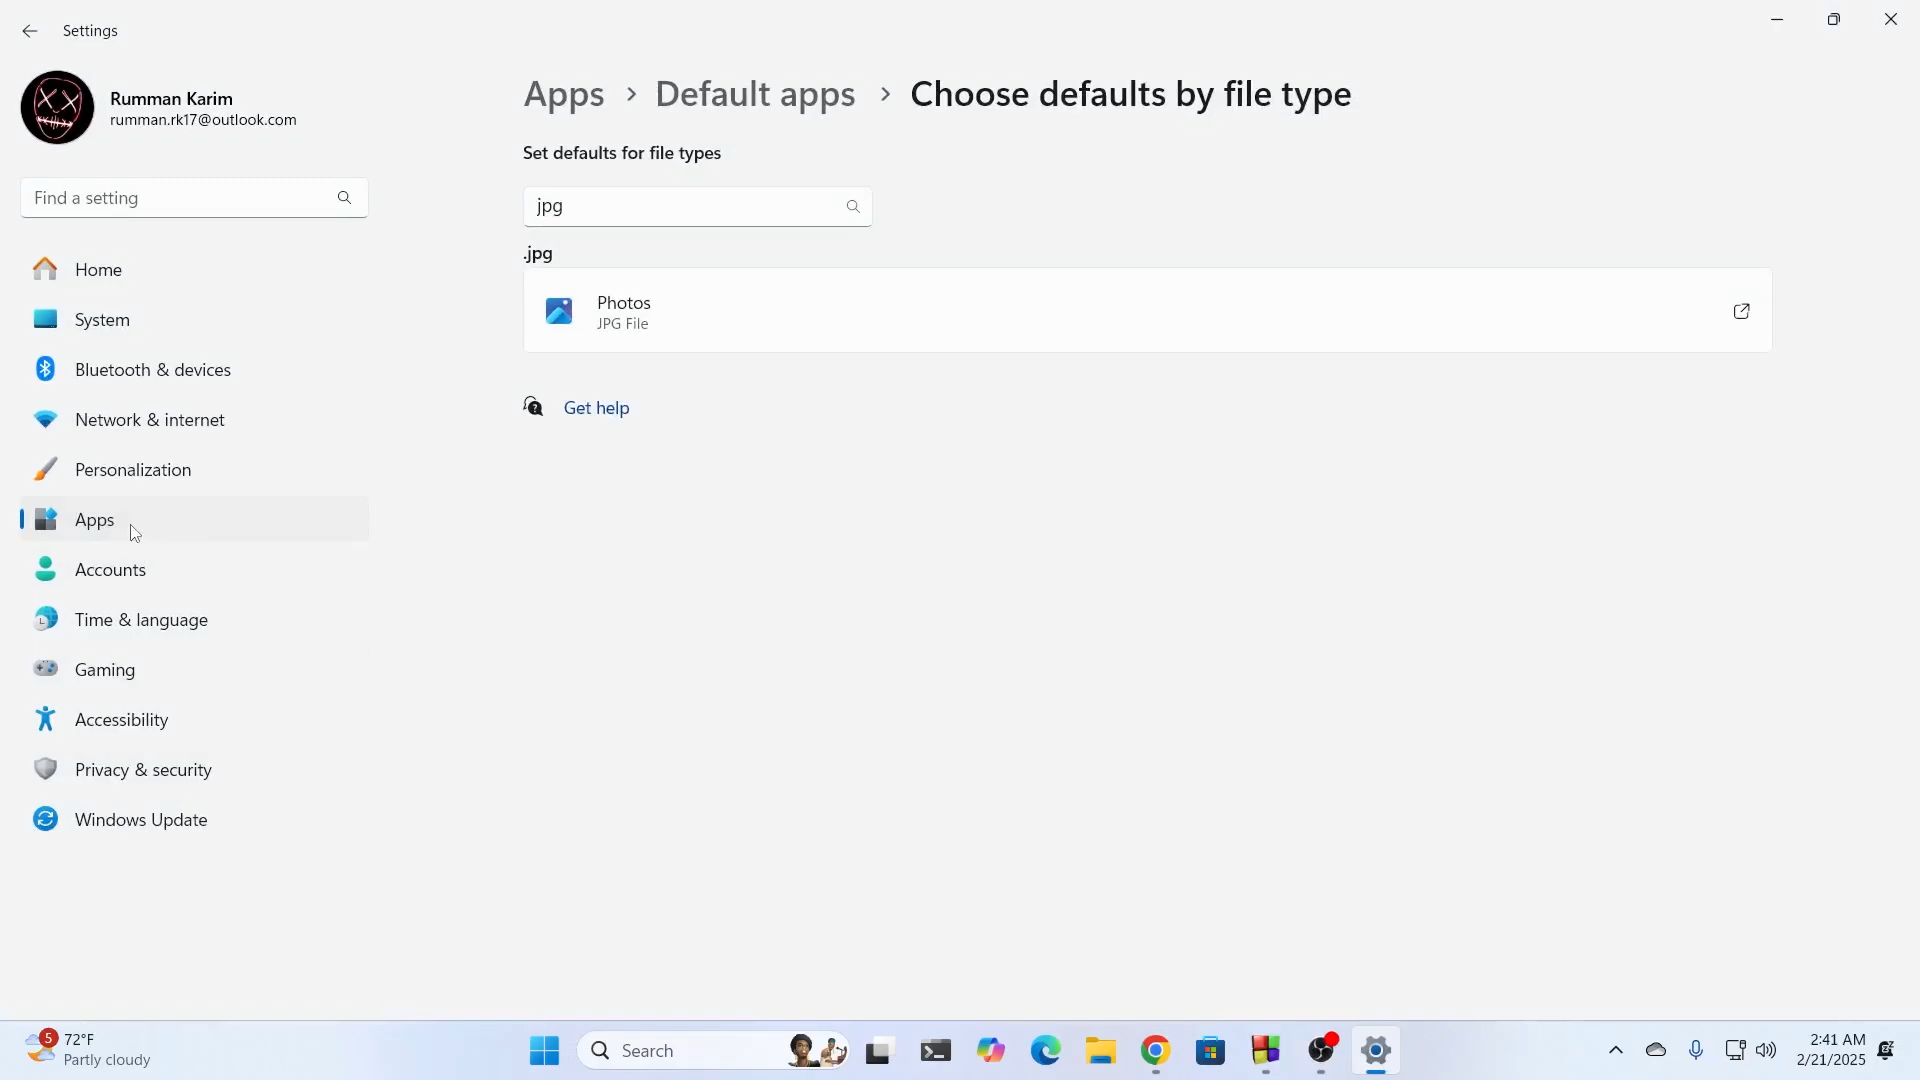 Settings
Rumman Karim
rumman.rk17@outlook.com
Find a setting
Home
System
Bluetooth & devices
Network & internet
Personalization
Apps
Accounts
Time & language
Gaming
Accessibility
Privacy & security
Windows Update
Apps > Default apps > Choose defaults by file type
Set defaults for file types
jpg
.jpg
Photos
JPG File
Get help
5
72°F
Partly cloudy
Search
2:41 AM
2/21/2025